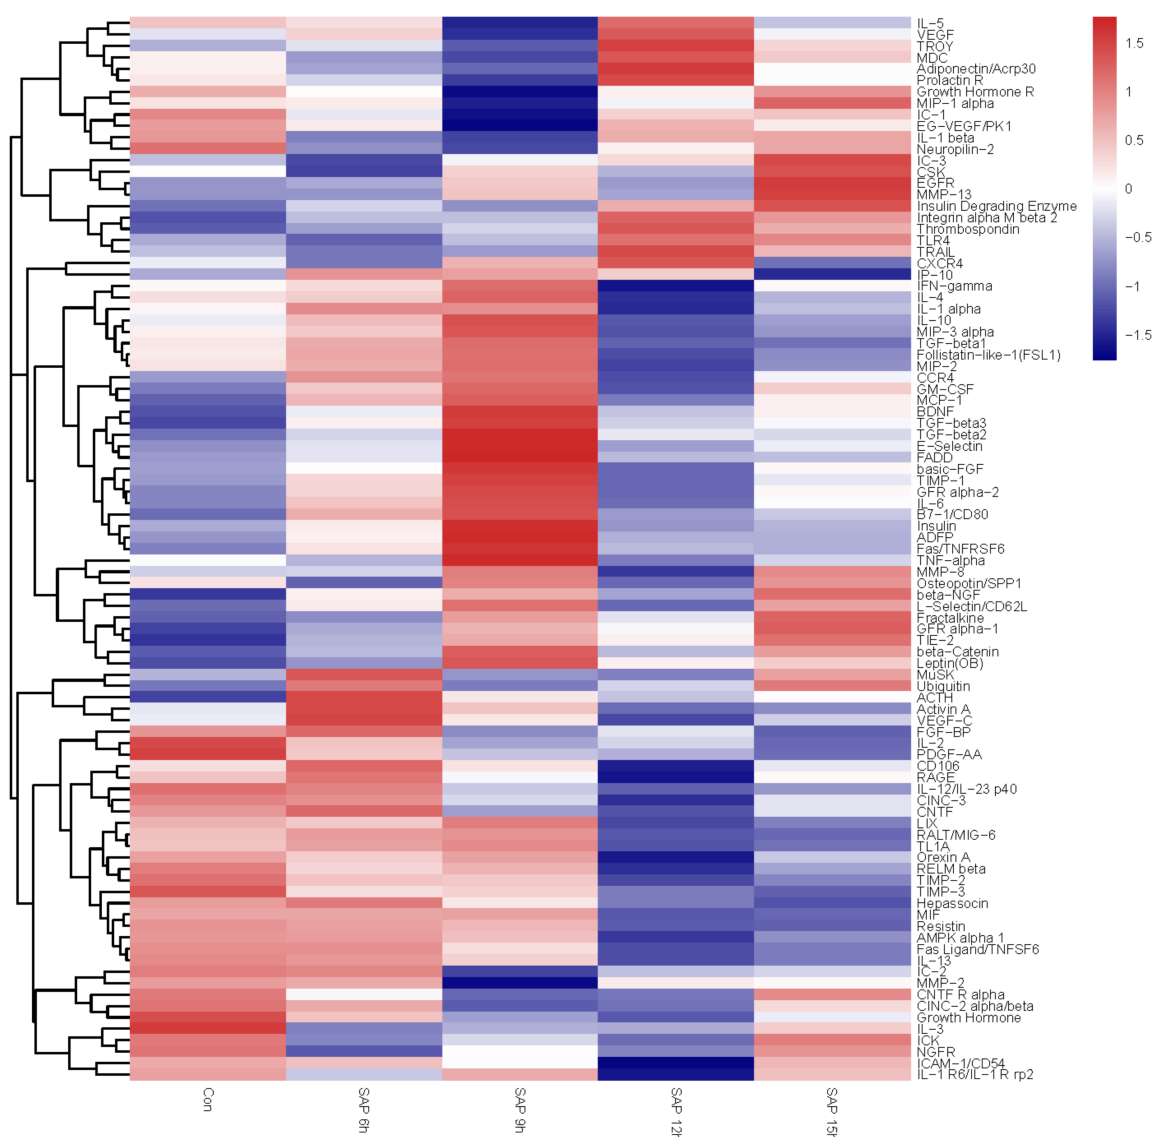 IL−5
VEGF
TROY
MDC
Adiponectin/Acrp30
Prolactin R
Growth Hormone R
MIP−1 alpha
IC−1
EG−VEGF/PK1
IL−1 beta
Neuropilin−2
IC−3
CSK
EGFR
MMP−13
Insulin Degrading Enzyme
Integrin alpha M beta 2
Thrombospondin
TLR4
TRAIL
CXCR4
IP−10
IFN−gamma
IL−4
IL−1 alpha
IL−10
MIP−3 alpha
TGF−beta1
Follistatin−like−1(FSL1)
MIP−2
CCR4
GM−CSF
MCP−1
BDNF
TGF−beta3
TGF−beta2
E−Selectin
FADD
basic−FGF
TIMP−1
GFR alpha−2
IL−6
B7−1/CD80
Insulin
ADFP
Fas/TNFRSF6
TNF−alpha
MMP−8
Osteopotin/SPP1
beta−NGF
L−Selectin/CD62L
Fractalkine
GFR alpha−1
TIE−2
beta−Catenin
Leptin(OB)
MuSK
Ubiquitin
ACTH
Activin A
VEGF−C
FGF−BP
IL−2
PDGF−AA
CD106
RAGE
IL−12/IL−23 p40
CINC−3
CNTF
LIX
RALT/MIG−6
TL1A
Orexin A
RELM beta
TIMP−2
TIMP−3
Hepassocin
MIF
Resistin
AMPK alpha 1
Fas Ligand/TNFSF6
IL−13
IC−2
MMP−2
CNTF R alpha
CINC−2 alpha/beta
Growth Hormone
IL−3
ICK
NGFR
ICAM−1/CD54
IL−1 R6/IL−1 R rp2
1.5
1
0.5
0
−0.5
−1
−1.5
Con
SAP 6h
SAP 9h
SAP 12h
SAP 15h